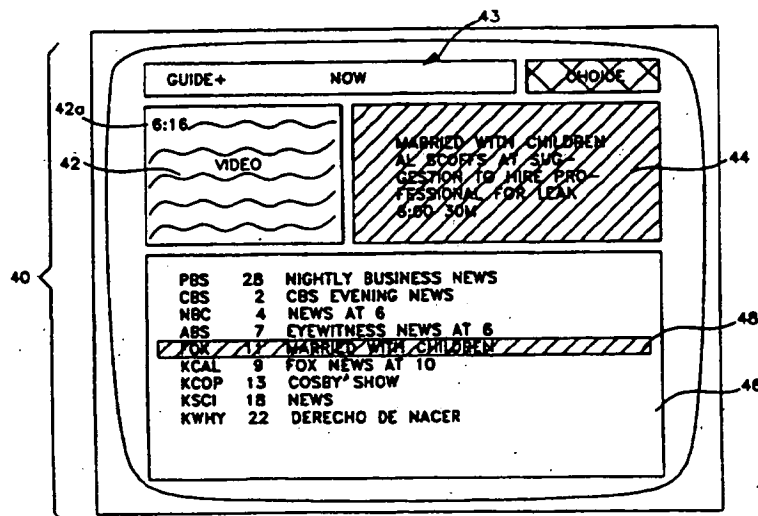 43
GUIDE+ NOW
CHOICE
42a
6:16
42
VIDEO
MARRIED WITH CHILDREN
AL SCOFFS AT SUG-
GESTION TO HIRE PRO-
FESSIONAL FOR LEAK
6:00 30M
44
40
PBS 28 NIGHTLY BUSINESS NEWS
CBS 2 CBS EVENING NEWS
NBC 4 NEWS AT 6
ABS 7 EYEWITNESS NEWS AT 6
FOX 11 MARRIED WITH CHILDREN
48
KCAL 9 FOX NEWS AT 10
KCOP 13 COSBY' SHOW
46
KSCI 18 NEWS
KWHY 22 DERECHO DE NACER